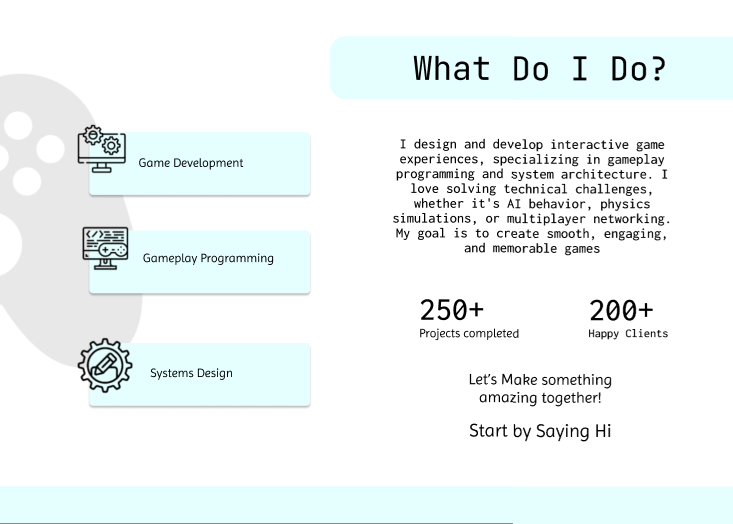 What Do I Do?
Game Development
Gameplay Programming
Systems Design
I design and develop interactive game
experiences, specializing in gameplay
programming and system architecture. I
love solving technical challenges,
whether it's AI behavior, physics
simulations, or multiplayer networking.
My goal is to create smooth, engaging,
and memorable games
250+
Projects completed
200+
Happy Clients
Let's Make something
amazing together!
Start by Saying Hi